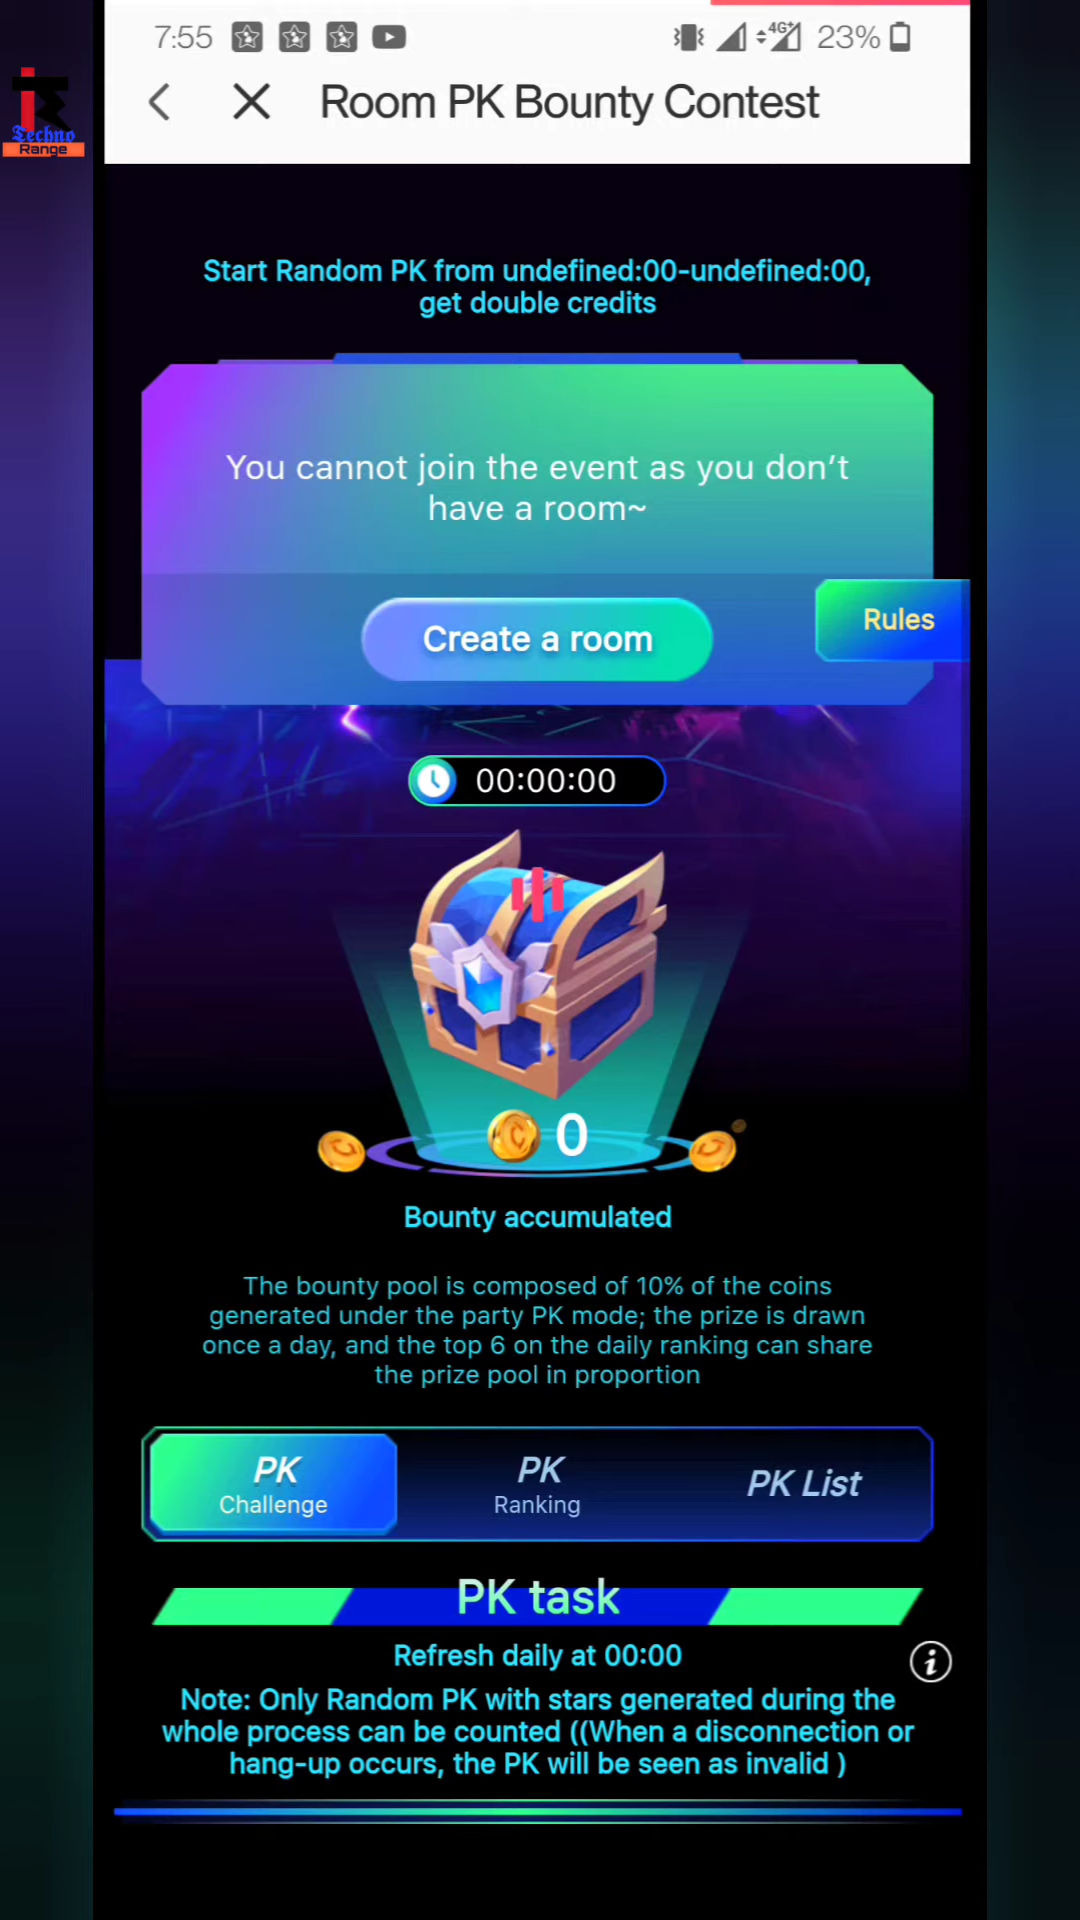 7:55
4G+
23%
Techno
Range
Room PK Bounty Contest
Start Random PK from undefined:00-undefined:00,
get double credits
You cannot join the event as you don’t
have a room~
Create a room
Rules
00:00:00
0
Bounty accumulated
The bounty pool is composed of 10% of the coins
generated under the party PK mode; the prize is drawn
once a day, and the top 6 on the daily ranking can share
the prize pool in proportion
PK
Challenge
PK
Ranking
PK List
PK task
Refresh daily at 00:00
Note: Only Random PK with stars generated during the
whole process can be counted ((When a disconnection or
hang-up occurs, the PK will be seen as invalid )